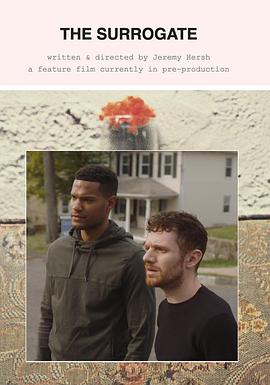 THE SURROGATE
written & directed by Jeremy Hersh
a feature film currently in pre-production